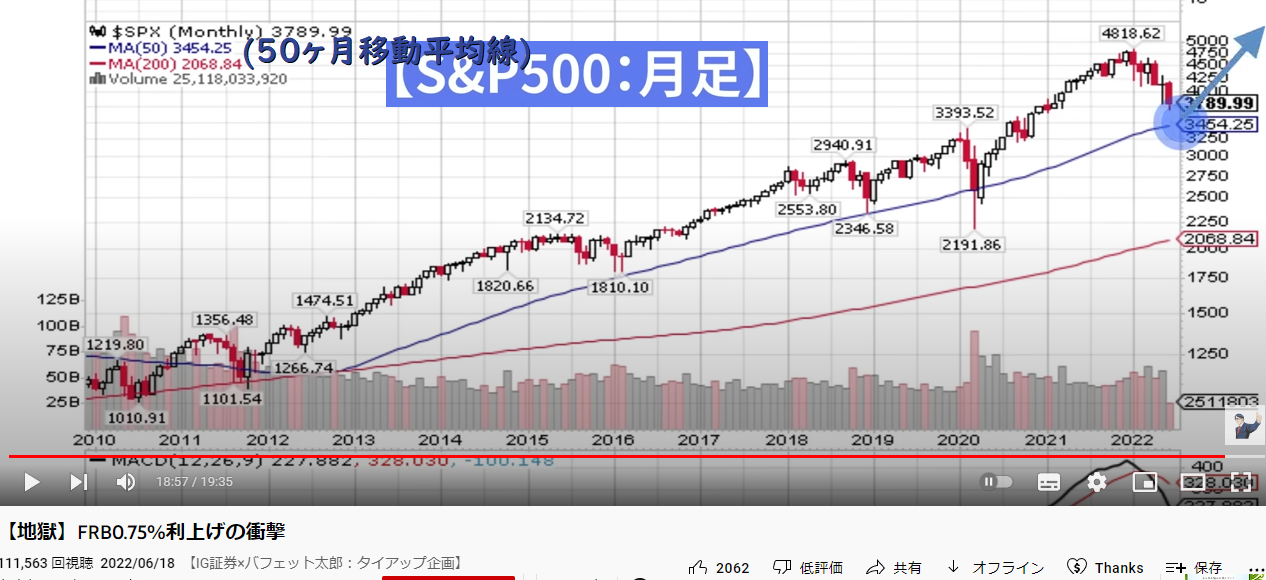 $SPX (Monthly) 3789.99
MA(50) 3454.25
(50ヶ月移動平均線)
MA(200) 2068.84
Volume 25,118,033,920
【S&P500:月足】
4818.62
5000
4750
4500
4250
4000
3789.99
3454.25
3250
3000
2750
2500
2250
2068.84
2000
1750
1500
1250
3393.52
2940.91
2553.80
2346.58
2191.86
2134.72
1820.66
1810.10
1474.51
1356.48
1266.74
1219.80
1101.54
1010.91
125B
100B
75B
50B
25B
2511803
2010 2011 2012 2013 2014 2015 2016 2017 2018 2019 2020 2021 2022
MACD(12,26,9) 227.882, 328.030, -100.148
400
328.030
227.882
18:57 / 19:35
【地獄】FRB0.75%利上げの衝撃
111,563 回視聴 2022/06/18 【IG証券×バフェット太郎:タイアップ企画】
2062 低評価 共有 オフライン Thanks 保存